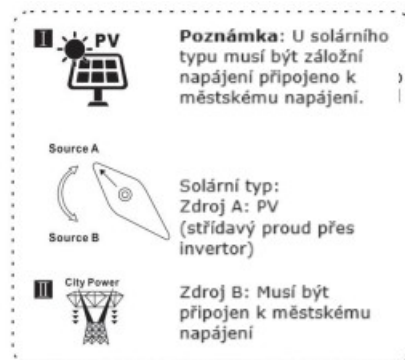 I
PV
Poznámka: U solárního
typu musí být záložní
napájení připojeno k
městskému napájení.
Source A
Source B
Solární typ:
Zdroj A: PV
(střídavý proud přes
invertor)
II
City Power
Zdroj B: Musí být
připojen k městskému
napájení